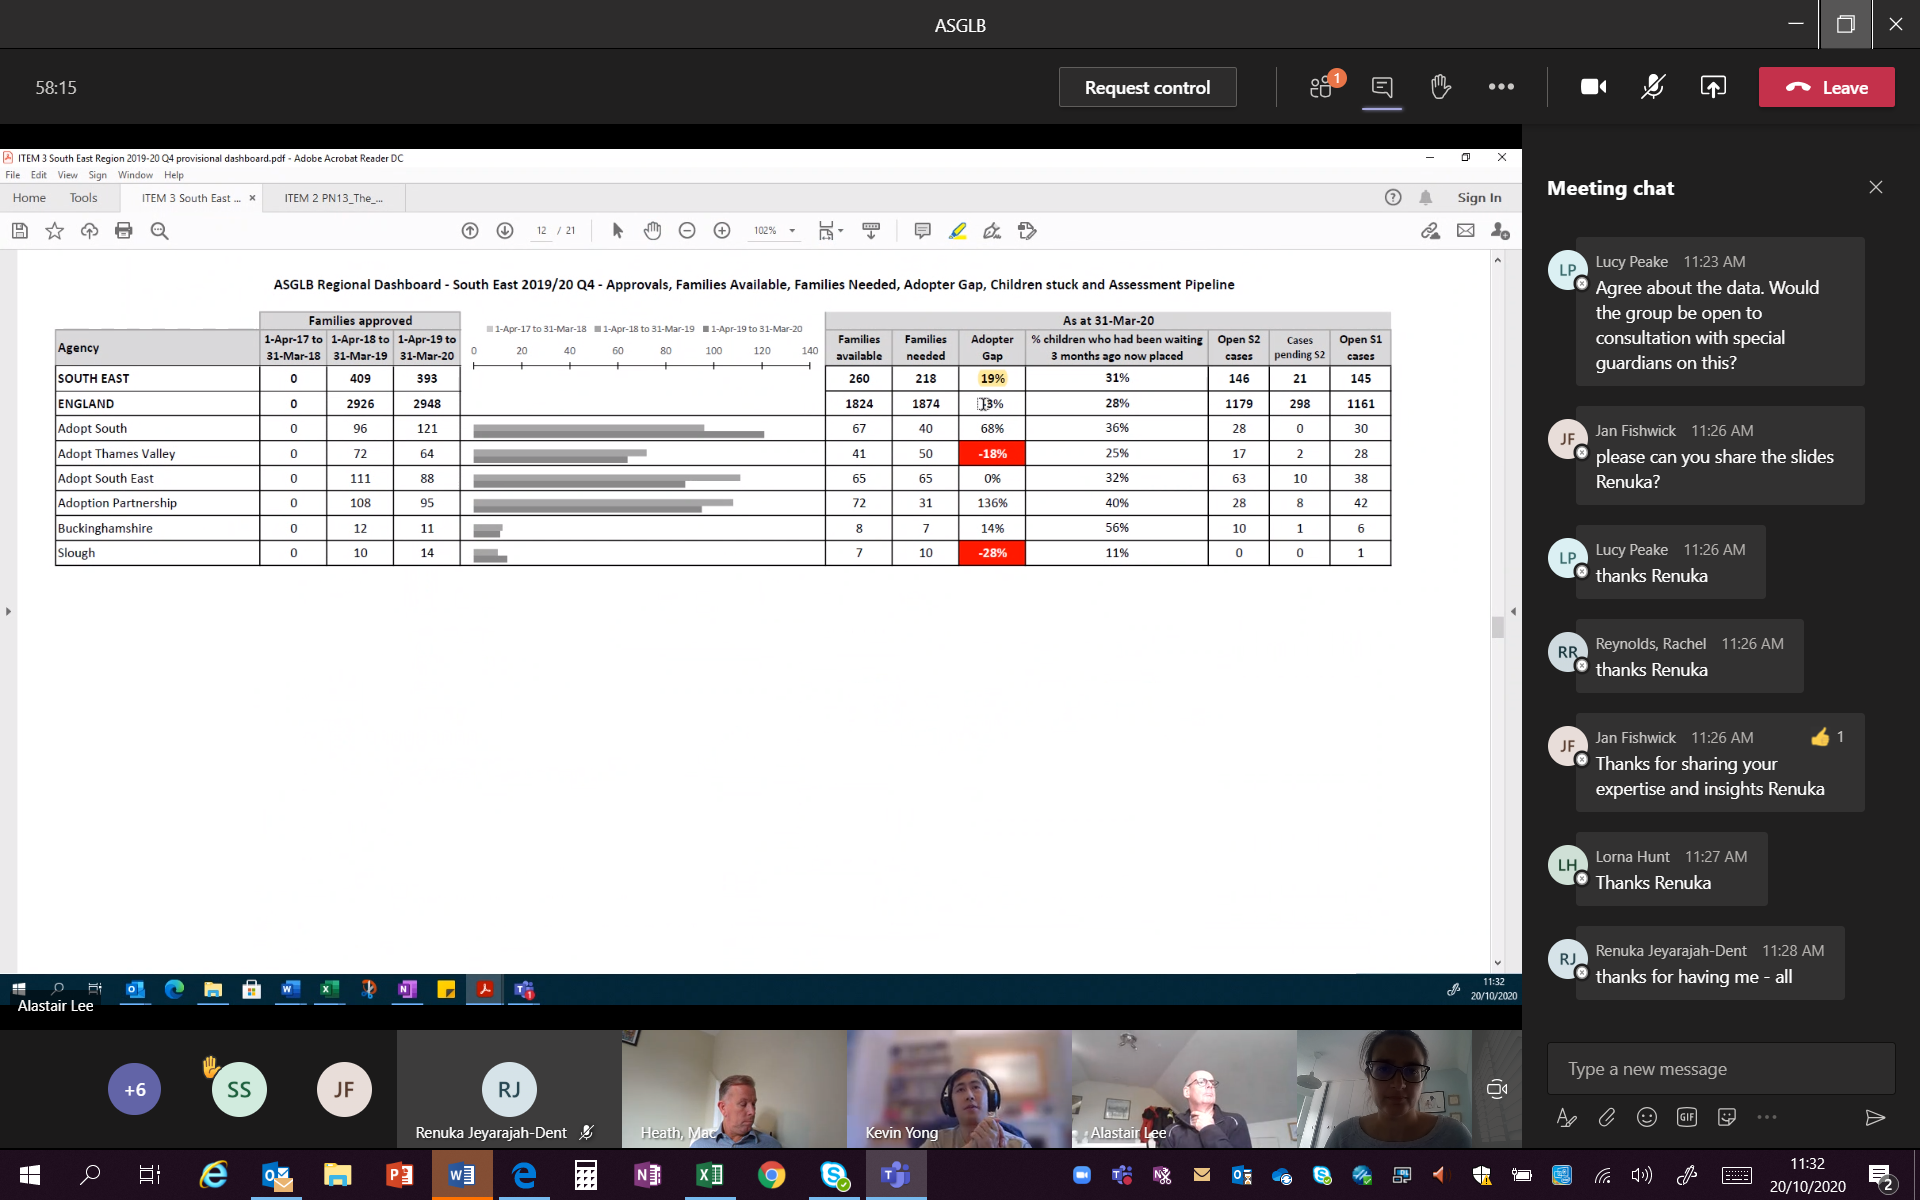 ASGLB
58:15
Request control
1
Leave
ITEM 3 South East Region 2019-20 Q4 provisional dashboard.pdf - Adobe Acrobat Reader DC
File Edit View Sign Window Help
Home Tools ITEM 3 South East ... × ITEM 2 PN13_The_... Sign In
12 / 21 102%
ASGLB Regional Dashboard - South East 2019/20 Q4 - Approvals, Families Available, Families Needed, Adopter Gap, Children stuck and Assessment Pipeline
Families approved
As at 31-Mar-20
Agency
1-Apr-17 to 31-Mar-18
1-Apr-18 to 31-Mar-19
1-Apr-19 to 31-Mar-20
1-Apr-17 to 31-Mar-18 1-Apr-18 to 31-Mar-19 1-Apr-19 to 31-Mar-20
0 20 40 60 80 100 120 140
Families available
Families needed
Adopter Gap
% children who had been waiting 3 months ago now placed
Open S2 cases
Cases pending S2
Open S1 cases
SOUTH EAST 0 409 393 260 218 19% 31% 146 21 145
ENGLAND 0 2926 2948 1824 1874 3% 28% 1179 298 1161
Adopt South 0 96 121 67 40 68% 36% 28 0 30
Adopt Thames Valley 0 72 64 41 50 -18% 25% 17 2 28
Adopt South East 0 111 88 65 65 0% 32% 63 10 38
Adoption Partnership 0 108 95 72 31 136% 40% 28 8 42
Buckinghamshire 0 12 11 8 7 14% 56% 10 1 6
Slough 0 10 14 7 10 -28% 11% 0 0 1
11:32
20/10/2020
Alastair Lee
Meeting chat
LP
Lucy Peake 11:23 AM
Agree about the data. Would
the group be open to
consultation with special
guardians on this?
JF
Jan Fishwick 11:26 AM
please can you share the slides
Renuka?
LP
Lucy Peake 11:26 AM
thanks Renuka
RR
Reynolds, Rachel 11:26 AM
thanks Renuka
JF
Jan Fishwick 11:26 AM 1
Thanks for sharing your
expertise and insights Renuka
LH
Lorna Hunt 11:27 AM
Thanks Renuka
RJ
Renuka Jeyarajah-Dent 11:28 AM
thanks for having me - all
Type a new message
GIF
+6
SS
JF
RJ
Renuka Jeyarajah-Dent
Heath, Mac
Kevin Yong
Alastair Lee
11:32
20/10/2020
2